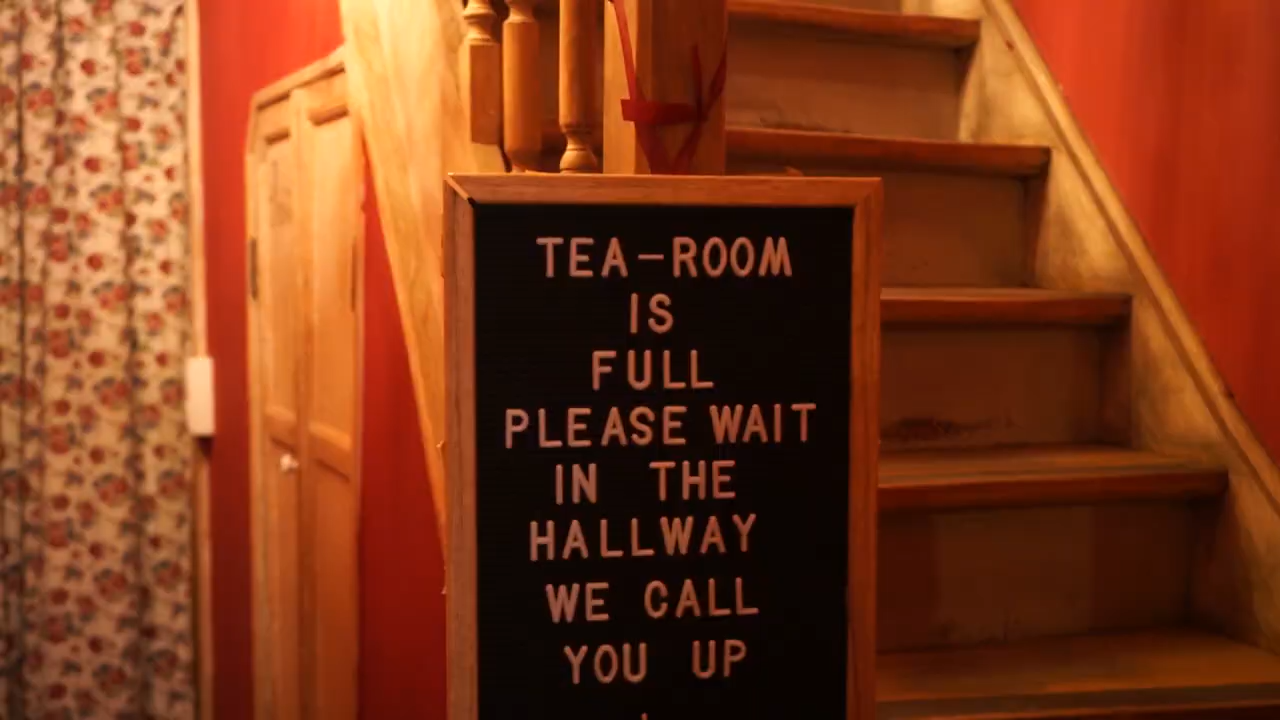 TEA-ROOM
IS
FULL
PLEASE WAIT
IN THE
HALLWAY
WE CALL
YOU UP